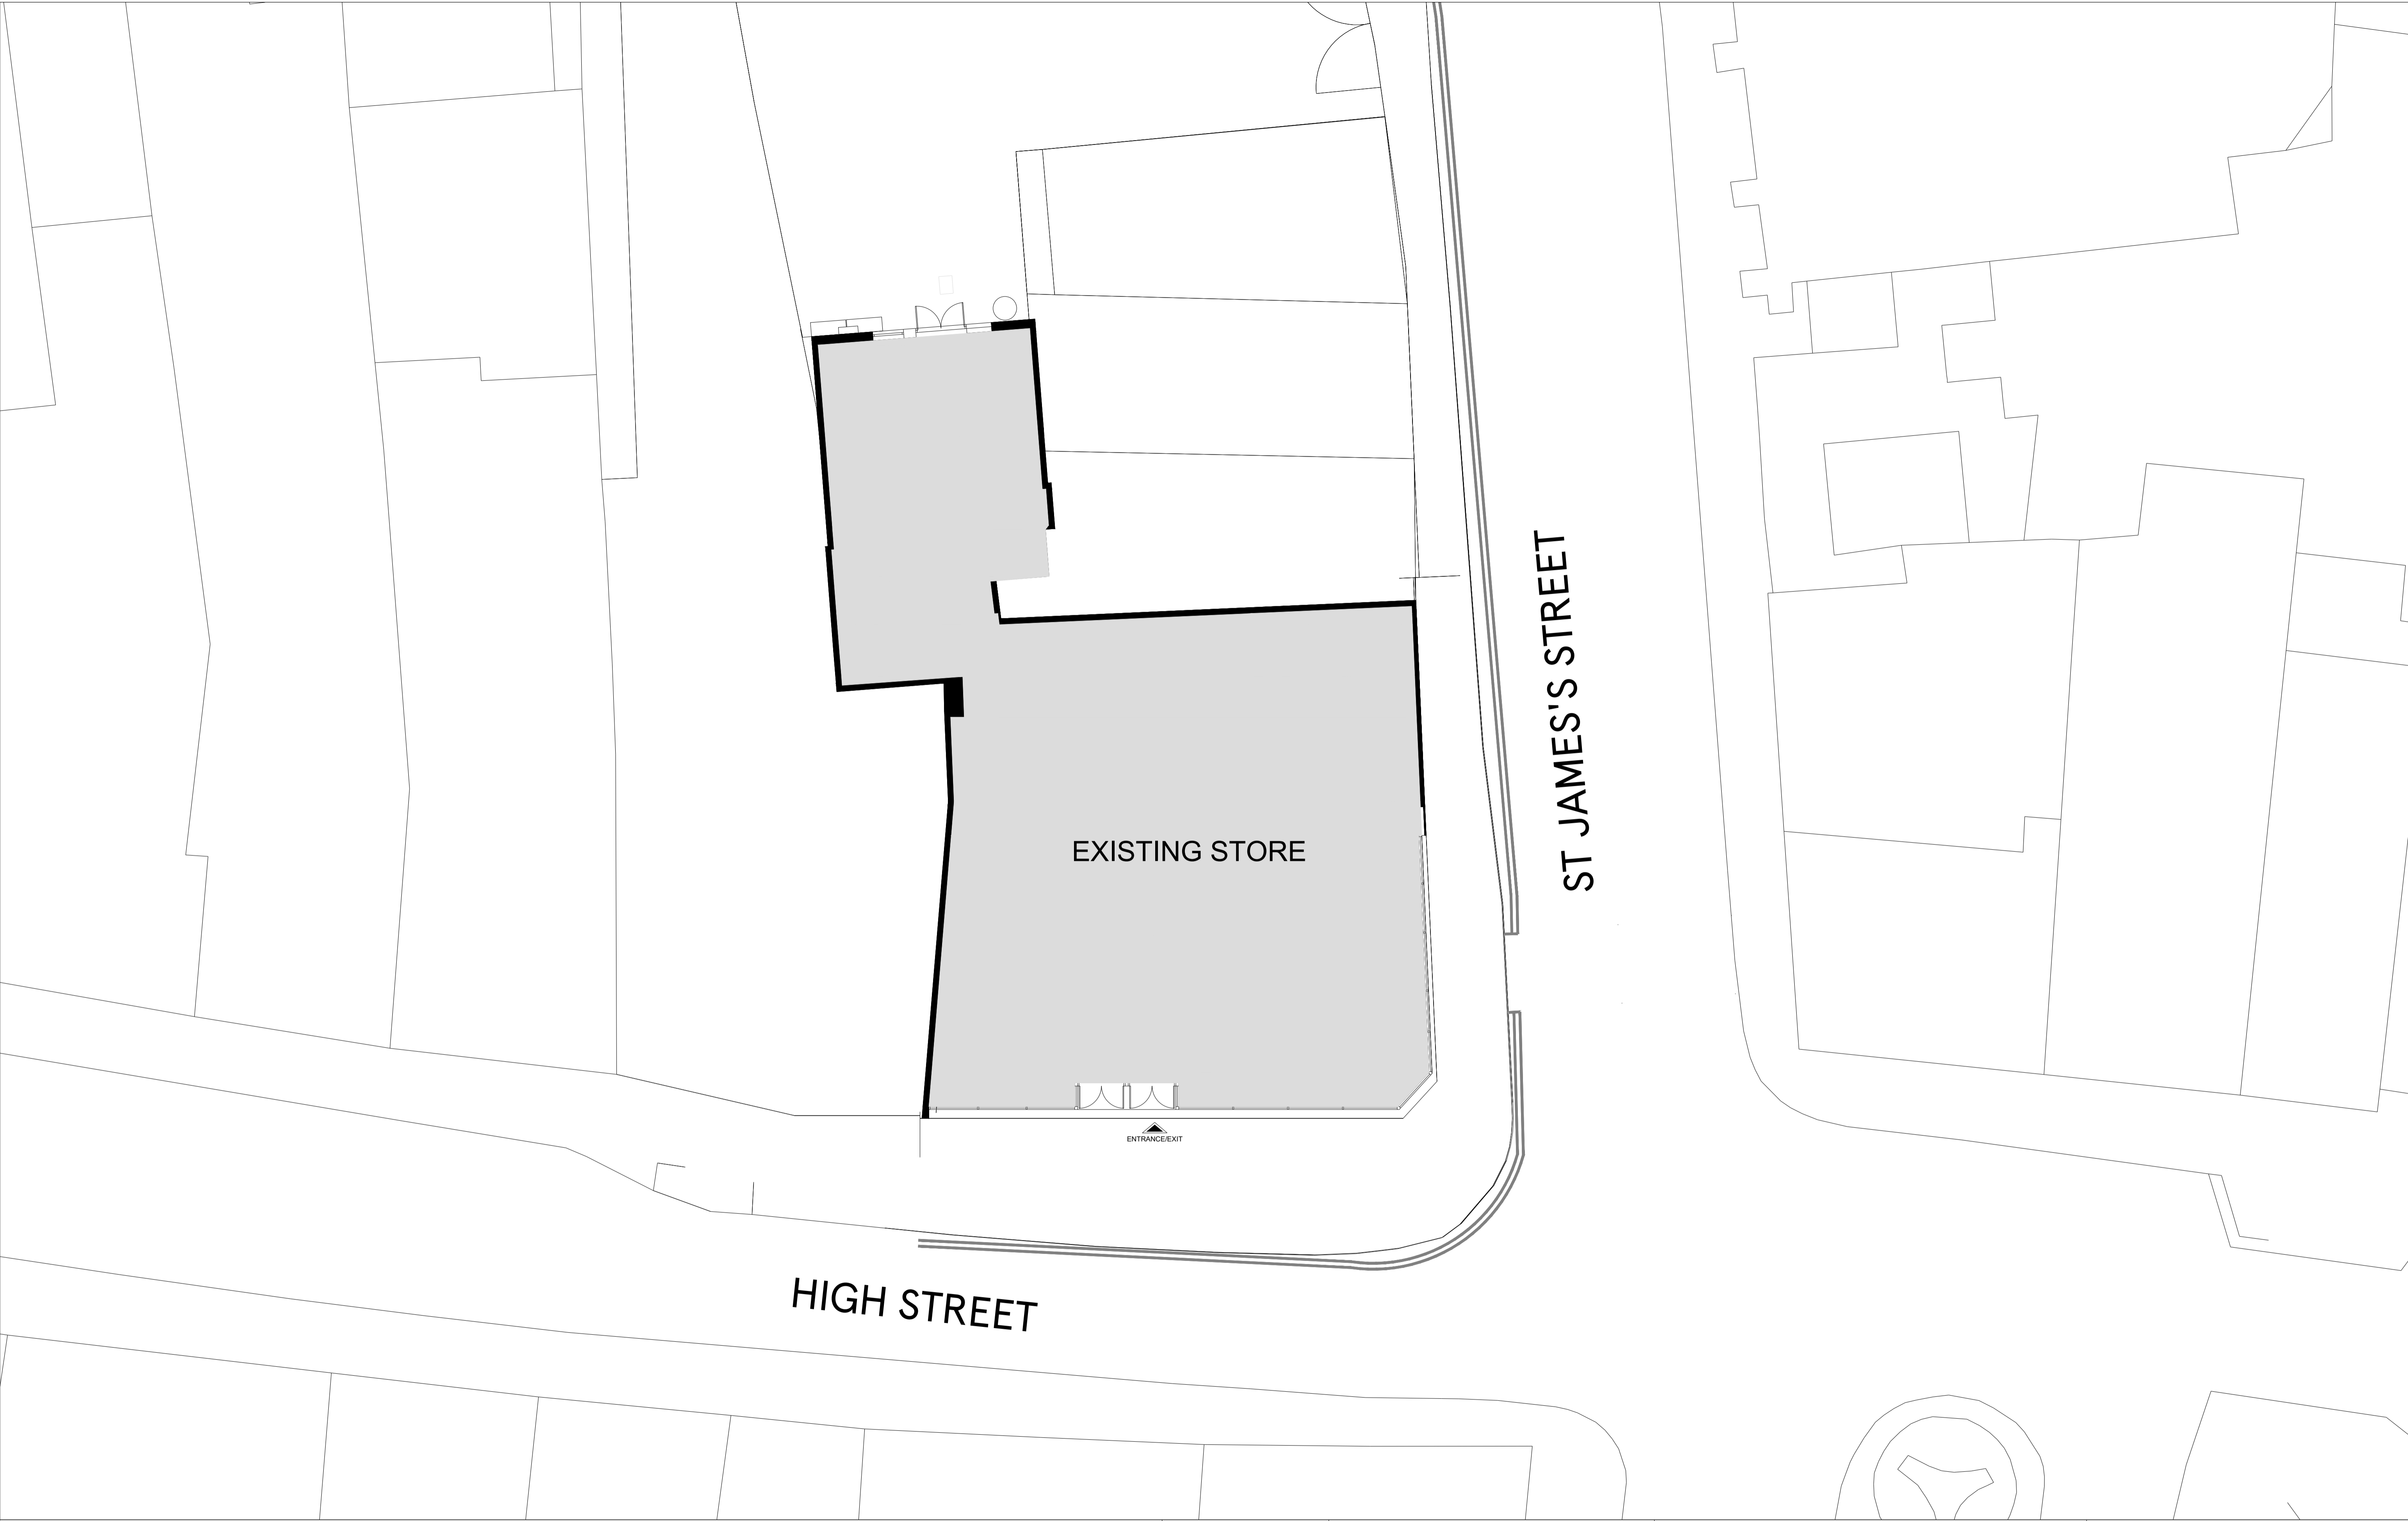 ST JAMES'S STREET
EXISTING STORE
ENTRANCE/EXIT
HIGH STREET